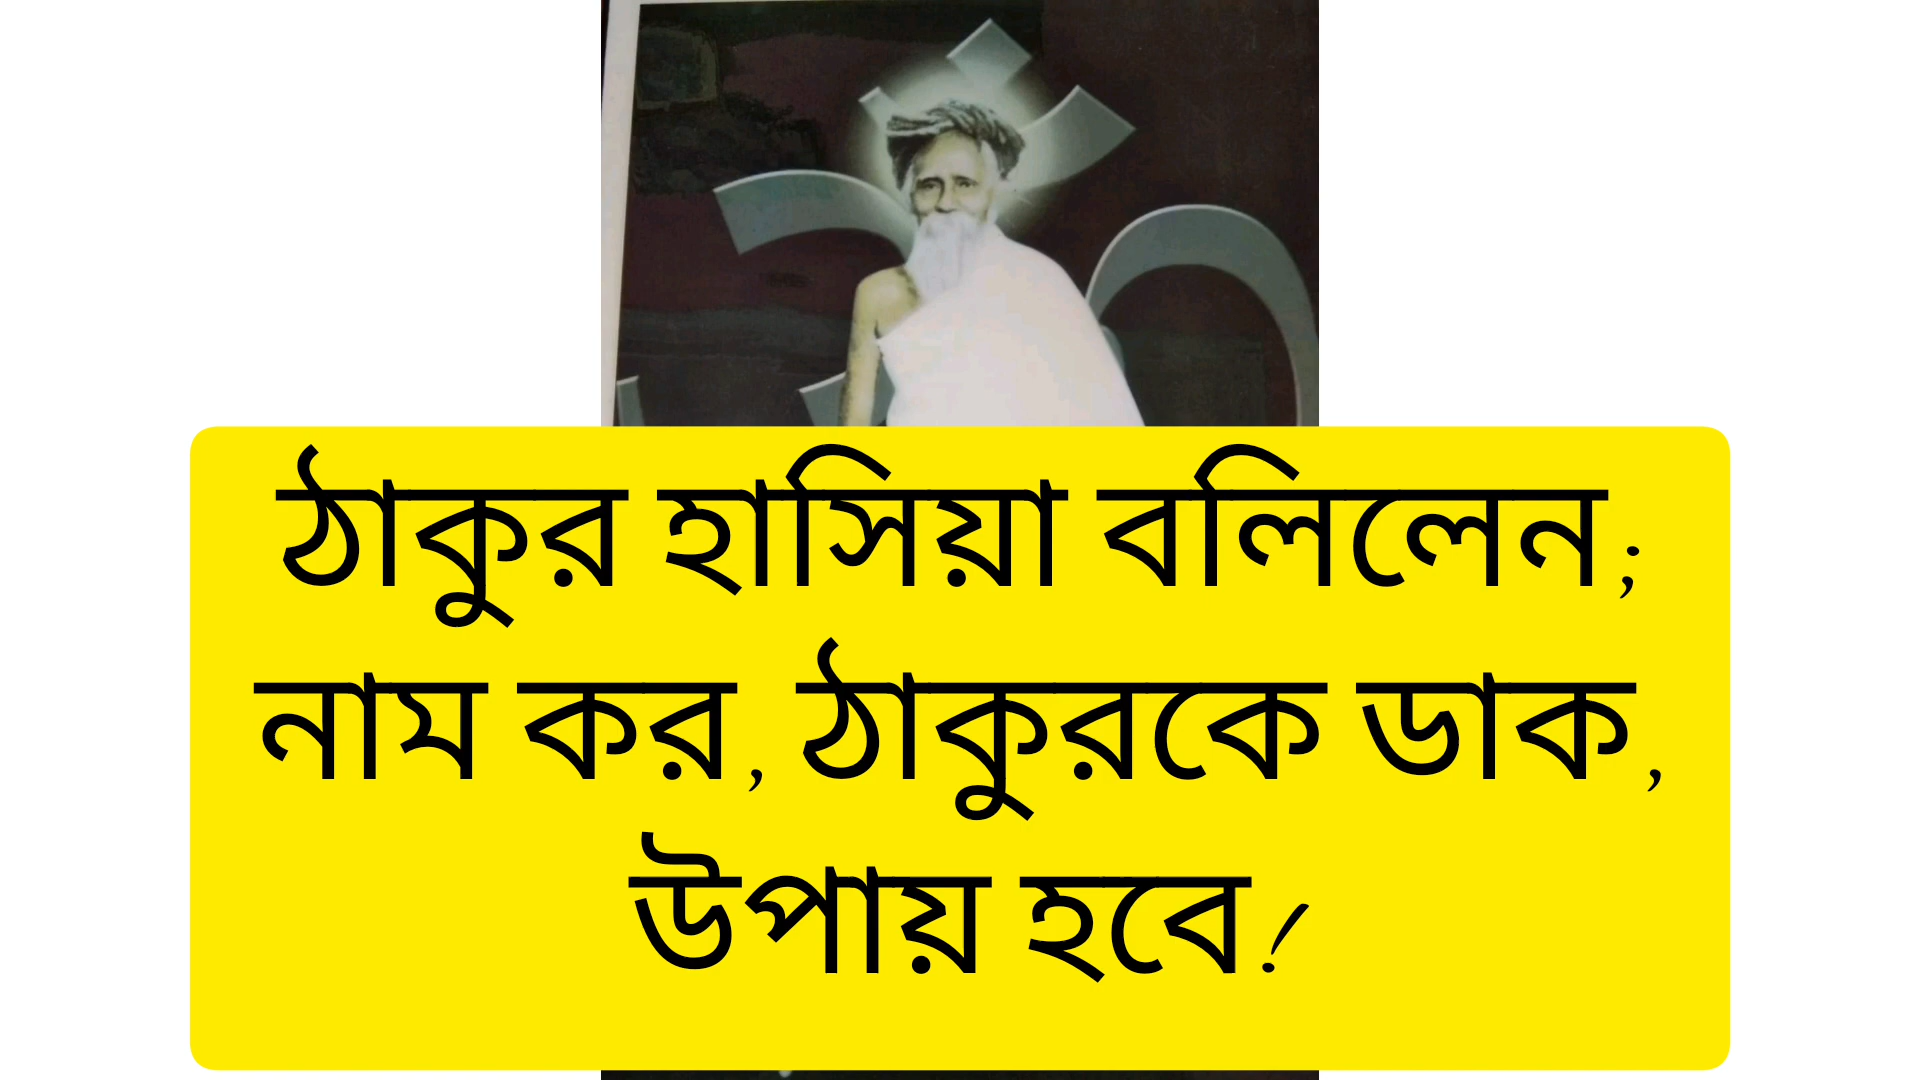 ঠাকুর হাসিয়া বলিলেন;
নাম কর, ঠাকুরকে ডাক,
উপায় হবে!